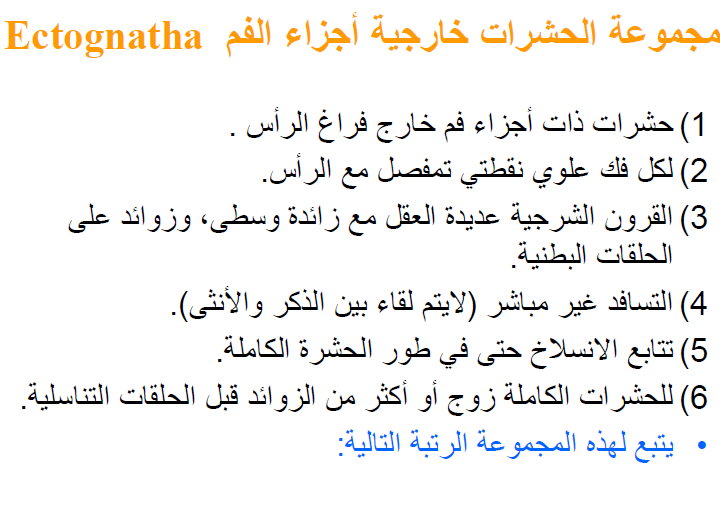 مجموعة الحشرات خارجية أجزاء الفم Ectognatha
1) حشرات ذات أجزاء فم خارج فراغ الرأس .
2) لكل فك علوي نقطتي تمفصل مع الرأس.
3) القرون الشرجية عديدة العقل مع زائدة وسطى، وزوائد على
الحلقات البطنية.
4) التسافد غير مباشر (لايتم لقاء بين الذكر والأنثى).
5) تتابع الانسلاخ حتى في طور الحشرة الكاملة.
6) للحشرات الكاملة زوج أو أكثر من الزوائد قبل الحلقات التناسلية.
• يتبع لهذه المجموعة الرتبة التالية: